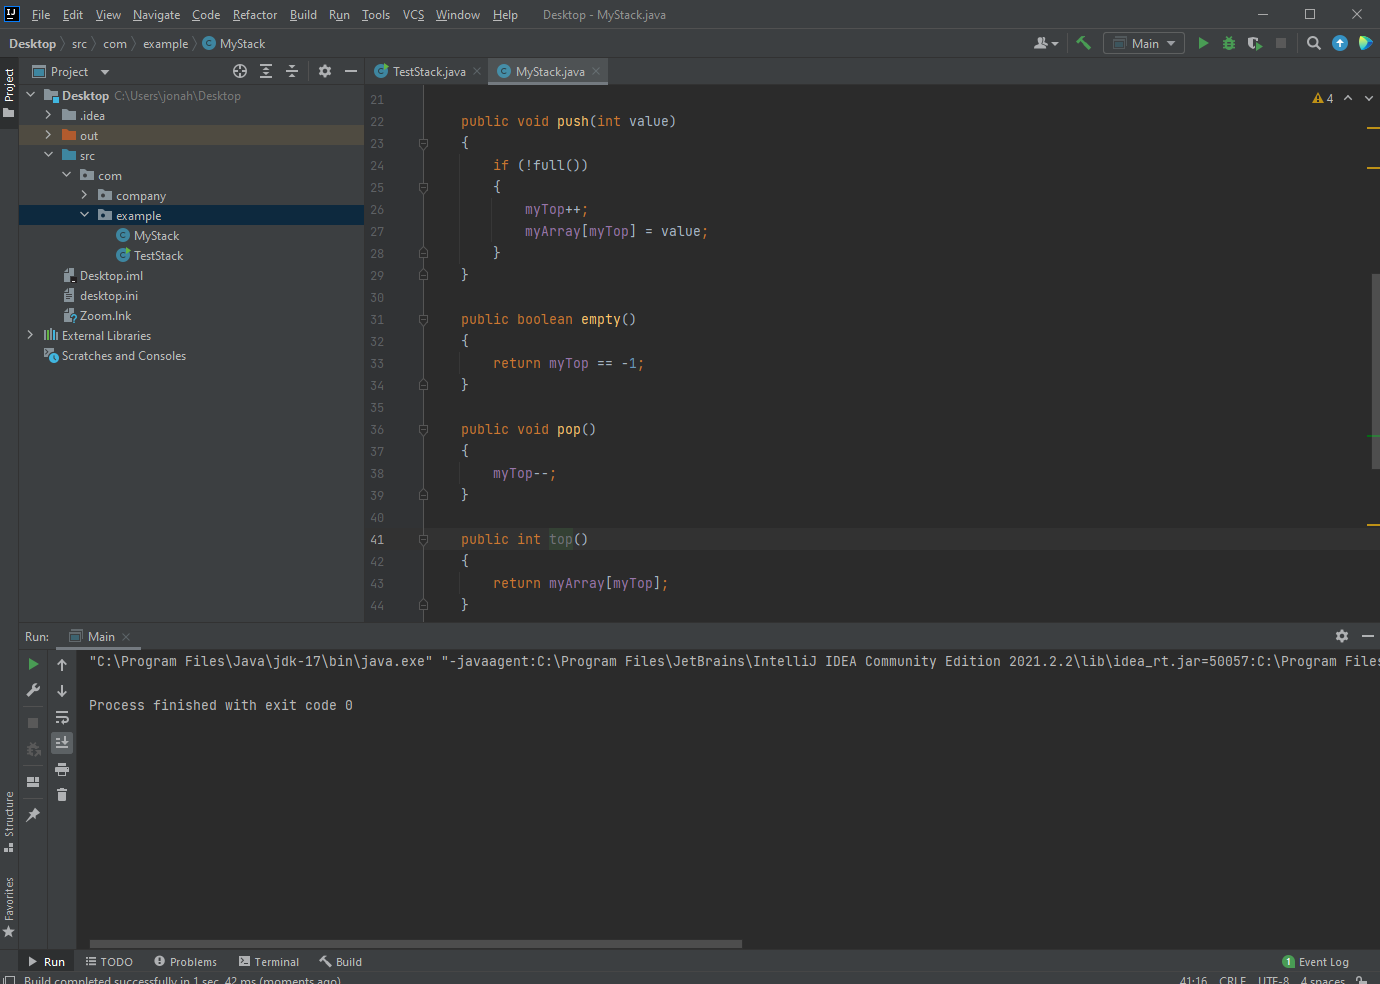 File Edit View Navigate Code Refactor Build Run Tools VCS Window Help Desktop - MyStack.java
Desktop src com example MyStack Main
Project
Project TestStack.java MyStack.java
Desktop C:\Users\jonah\Desktop
.idea
out
src
com
company
example
MyStack
TestStack
Desktop.iml
desktop.ini
Zoom.lnk
External Libraries
Scratches and Consoles
4
21
22 public void push(int value)
23 {
24 if (!full())
25 {
26 myTop++;
27 myArray[myTop] = value;
28 }
29 }
30
31 public boolean empty()
32 {
33 return myTop == -1;
34 }
35
36 public void pop()
37 {
38 myTop--;
39 }
40
41 public int top()
42 {
43 return myArray[myTop];
44 }
Run: Main
"C:\Program Files\Java\jdk-17\bin\java.exe" "-javaagent:C:\Program Files\JetBrains\IntelliJ IDEA Community Edition 2021.2.2\lib\idea_rt.jar=50057:C:\Program Files
Process finished with exit code 0
Structure
Favorites
Run TODO Problems Terminal Build 1 Event Log
Build completed successfully in 1 sec, 42 ms (moments ago) 41:16 CRLF UTF-8 4 spaces